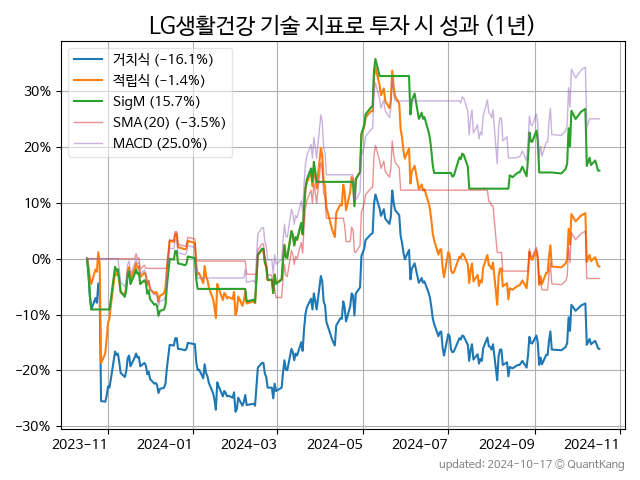 LG생활건강 기술 지표로 투자 시 성과 (1년)
거치식 (−16.1%)
적립식 (−1.4%)
SigM (15.7%)
SMA(20) (−3.5%)
MACD (25.0%)
30%
20%
10%
0%
−10%
−20%
−30%
2023-11 2024-01 2024-03 2024-05 2024-07 2024-09 2024-11
updated: 2024-10-17 © QuantKang